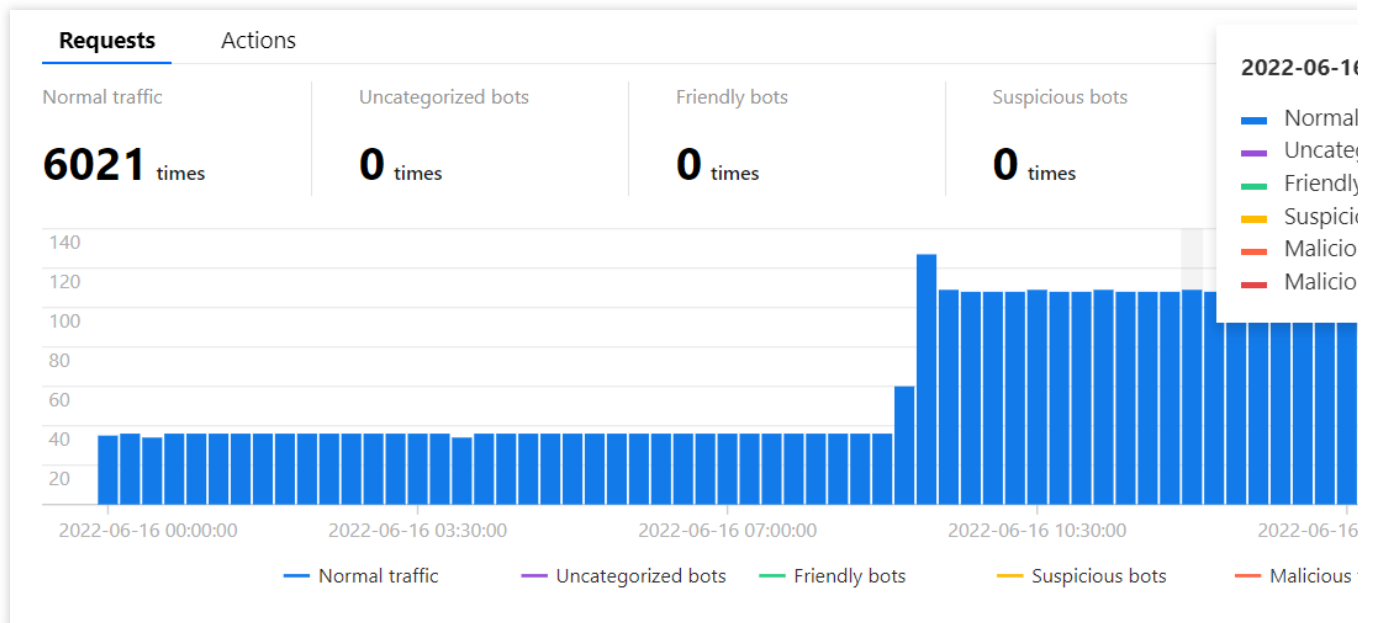 Requests Actions
2022-06-16
Normal traffic Uncategorized bots Friendly bots Suspicious bots
6021 times 0 times 0 times 0 times
Normal
Uncateg
Friendly
Suspicio
Malicio
Malicio
140
120
100
80
60
40
20
2022-06-16 00:00:00 2022-06-16 03:30:00 2022-06-16 07:00:00 2022-06-16 10:30:00 2022-06-16
Normal traffic Uncategorized bots Friendly bots Suspicious bots Malicious